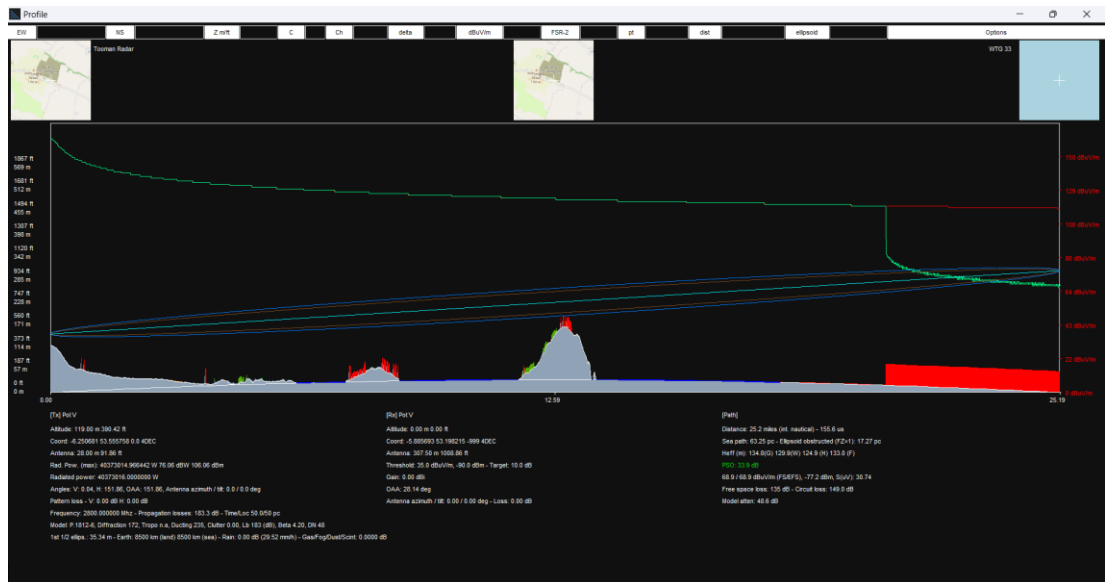 Profile
EW NS Z m/ft C Ch delta dBuV/m FSR-2 pt dist ellipsoid Options
Tooman Radar
WTG 33
1867 ft
569 m
1681 ft
512 m
1494 ft
455 m
1307 ft
398 m
1120 ft
342 m
934 ft
285 m
747 ft
228 m
560 ft
171 m
373 ft
114 m
187 ft
57 m
0 ft
0 m
150 dBuV/m
128 dBuV/m
108 dBuV/m
88 dBuV/m
64 dBuV/m
43 dBuV/m
22 dBuV/m
0 dBuV/m
0.00 12.59 25.19
[Tx] Pol V
Altitude: 119.00 m 390.42 ft
Coord: -6.250681 53.555758 0.0 4DEC
Antenna: 28.00 m 91.86 ft
Rad. Pow. (max): 40373014.966442 W 76.06 dBW 106.06 dBm
Radiated power: 40373016.0000000 W
Angles: V: 0.04, H: 151.86, OAA: 151.86, Antenna azimuth / tilt: 0.0 / 0.0 deg
Pattern loss - V: 0.00 dB H: 0.00 dB
Frequency: 2800.000000 Mhz - Propagation losses: 183.3 dB - Time/Loc 50.0/50 pc
Model: P.1812-6, Diffraction 172, Tropo n.a, Ducting 235, Clutter 0.00, Lb 183 (dB), Beta 4.20, DN 48
1st 1/2 ellips.: 35.34 m - Earth: 8500 km (land) 8500 km (sea) - Rain: 0.00 dB (29.52 mm/h) - Gas/Fog/Dust/Scint: 0.0000 dB
[Rx] Pol V
Altitude: 0.00 m 0.00 ft
Coord: -5.885693 53.198215 -999 4DEC
Antenna: 307.50 m 1008.86 ft
Threshold: 35.0 dBuV/m, -90.0 dBm - Target: 10.0 dB
Gain: 0.00 dBi
OAA: 28.14 deg
Antenna azimuth / tilt: 0.00 / 0.00 deg - Loss: 0.00 dB
[Path]
Distance: 25.2 miles (int. nautical) - 155.6 us
Sea path: 63.25 pc - Ellipsoid obstructed (FZ×1): 17.27 pc
Heff (m): 134.8(G) 129.9(W) 124.9 (H) 133.0 (F)
PSO: 33.9 dB
68.9 / 68.9 dBuV/m (FS/EFS), -77.2 dBm, S(uV): 30.74
Free space loss: 135 dB - Circuit loss: 149.0 dB
Model atten: 48.6 dB